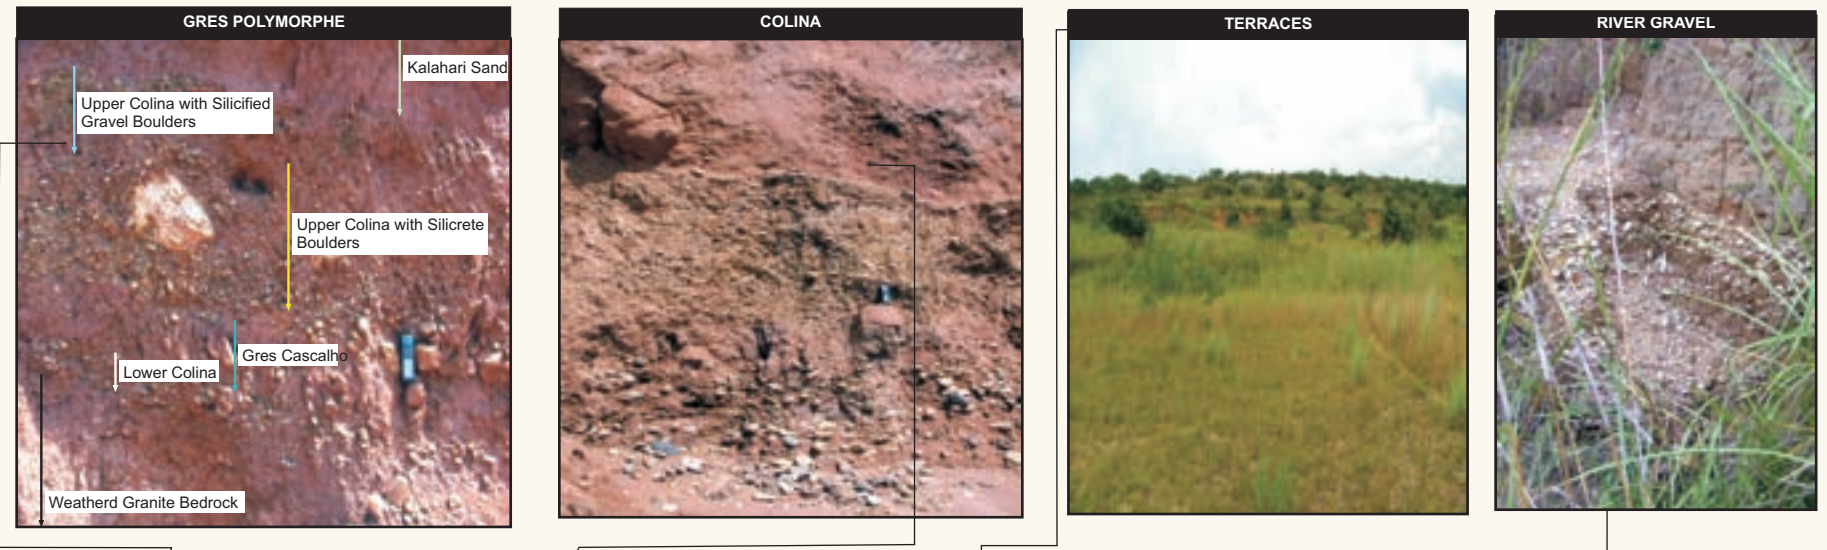 GRES POLYMORPHE
Kalahari Sand
Upper Colina with Silicified
Gravel Boulders
Upper Colina with Silicrete
Boulders
Gres Cascalho
Lower Colina
Weatherd Granite Bedrock
COLINA
TERRACES
RIVER GRAVEL